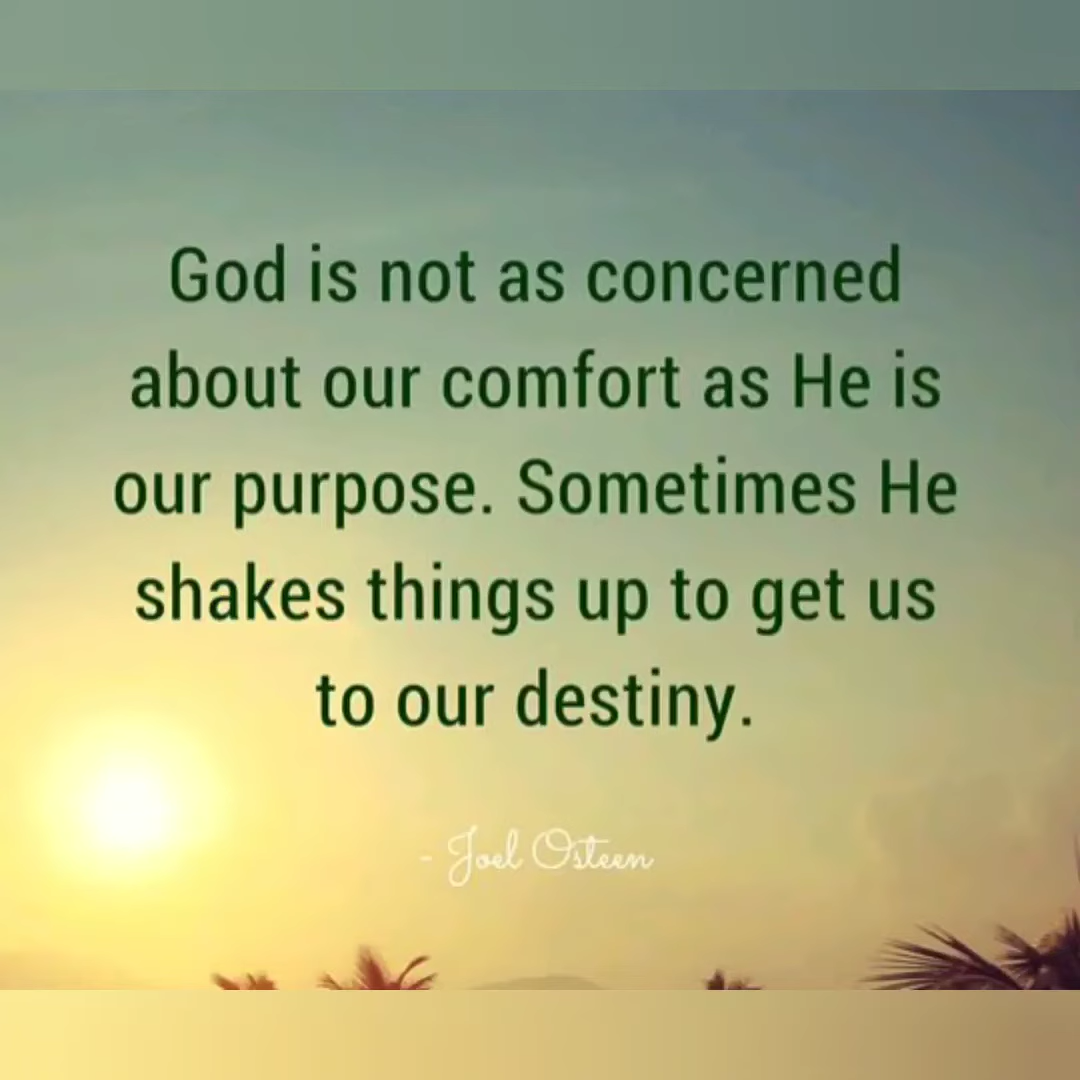 God is not as concerned
about our comfort as He is
our purpose. Sometimes He
shakes things up to get us
to our destiny.
- Joel Osteen